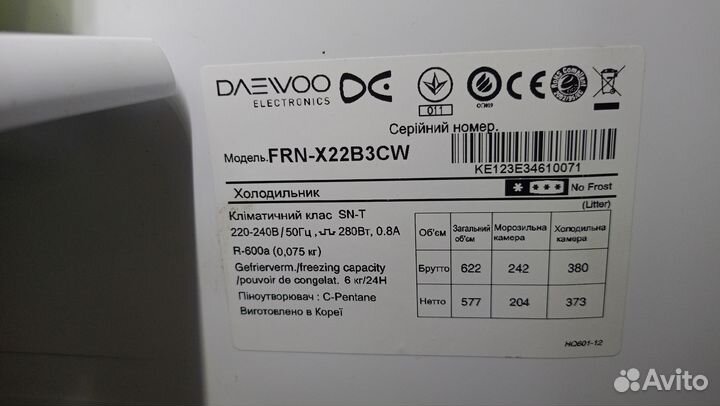 DAEWOO
ELECTRONICS
011
Серійний номер.
Модель.FRN-X22B3CW
KE123E34610071
Холодильник
No Frost
(Litter)
Кліматичний клас SN-T
220-240В/50Гц, 280Вт, 0.8А
R-600a (0,075 кг)
Gefrierverm./freezing capacity
/pouvoir de congelat. 6 кг/24H
Піноутворювач : C-Pentane
Виготовлено в Кореї
Об'єм Загальний об'єм Морозильна камера Холодильна камера
Брутто 622 242 380
Нетто 577 204 373
HQ601-12
Avito